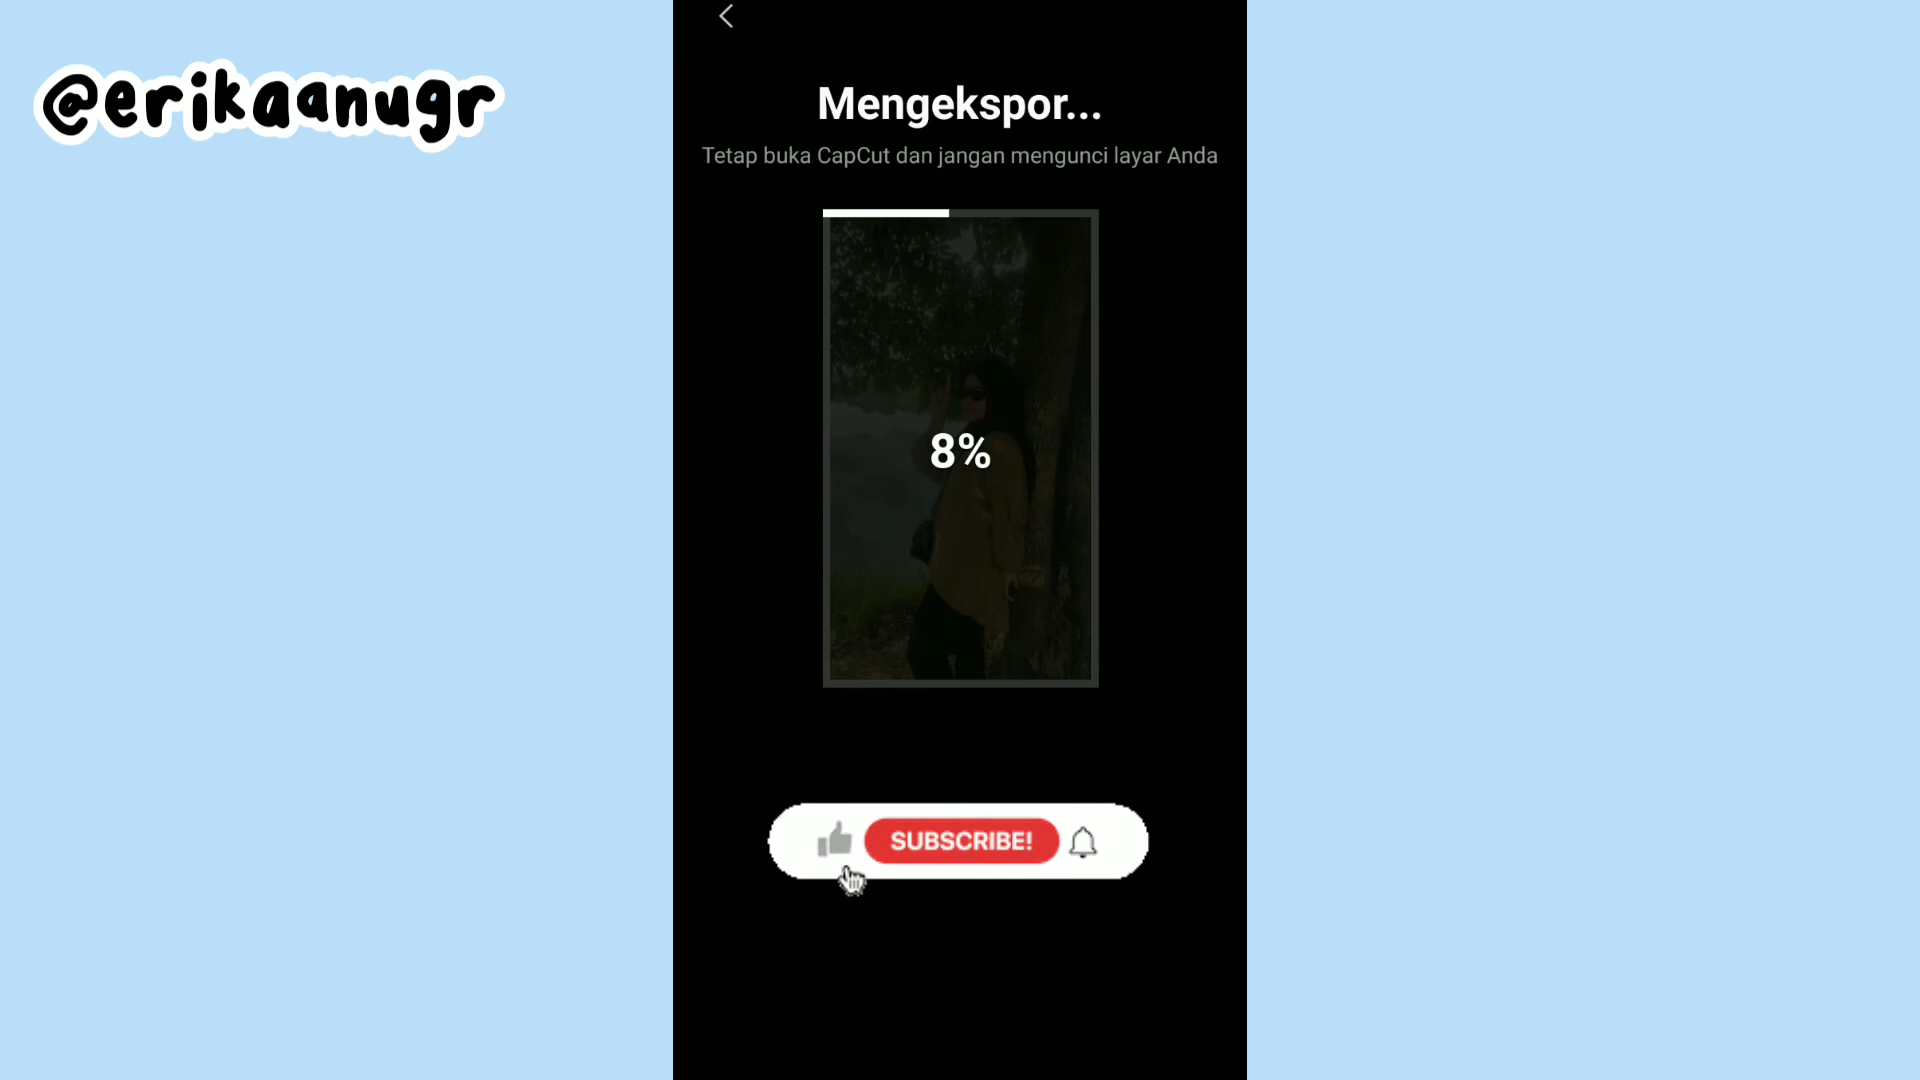 @erikaanugr
Mengekspor...
Tetap buka CapCut dan jangan mengunci layar Anda
8%
SUBSCRIBE!